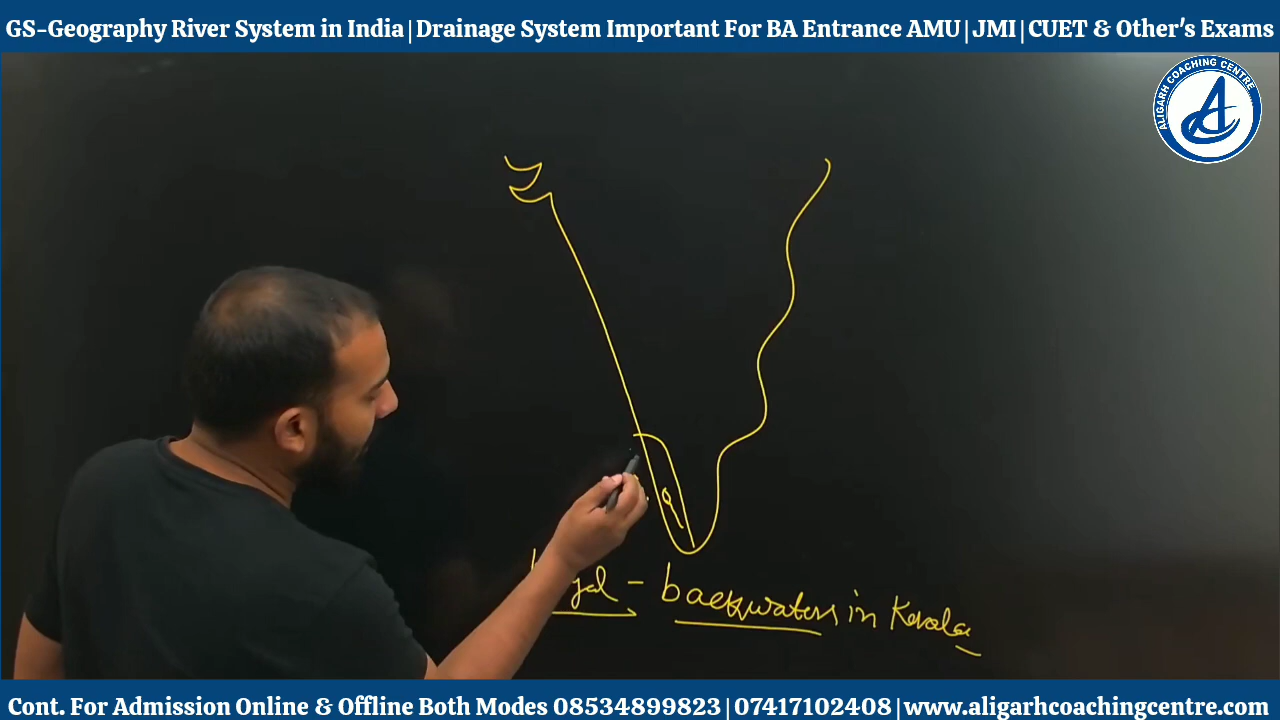 GS-Geography River System in India|Drainage System Important For BA Entrance AMU|JMI|CUET & Other's Exams
ALIGARH COACHING CENTRE
A
- backwaters in Kerala
Cont. For Admission Online & Offline Both Modes 08534899823|07417102408|www.aligarhcoachingcentre.com